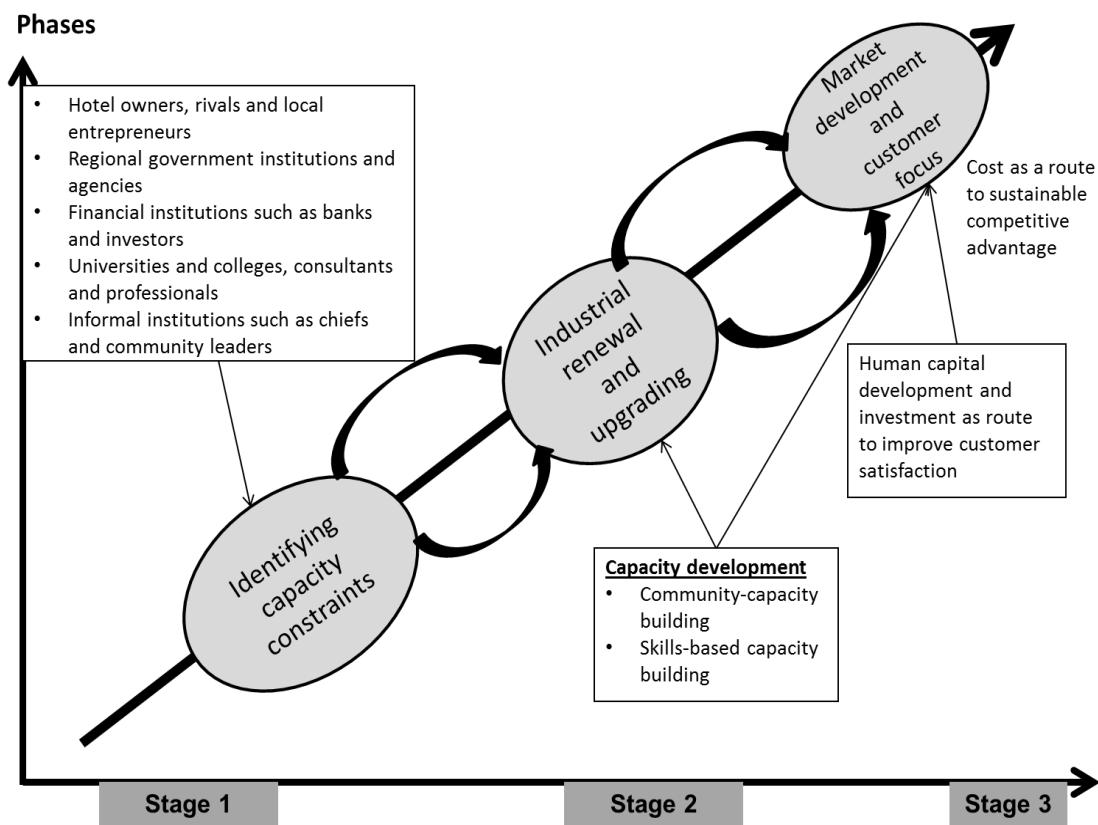 Phases
• Hotel owners, rivals and local
entrepreneurs
• Regional government institutions and
agencies
• Financial institutions such as banks
and investors
• Universities and colleges, consultants
and professionals
• Informal institutions such as chiefs
and community leaders
Identifying
capacity
constraints
Industrial
renewal
and
upgrading
Market
development
and
customer
focus
Cost as a route
to sustainable
competitive
advantage
Human capital
development and
investment as route
to improve customer
satisfaction
Capacity development
• Community-capacity
building
• Skills-based capacity
building
Stage 1
Stage 2
Stage 3